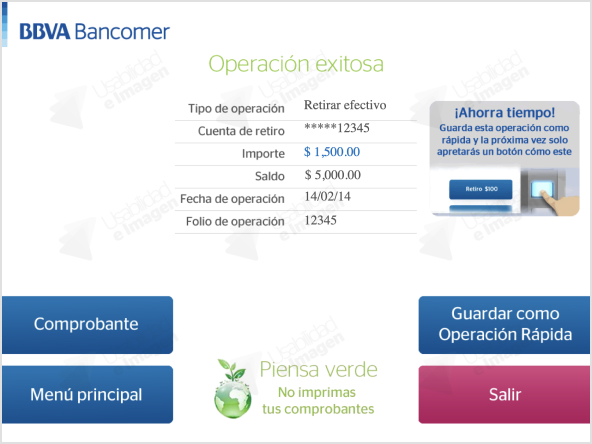 BBVA Bancomer
Operación exitosa
Tipo de operación Retirar efectivo
Cuenta de retiro *****12345
Importe $ 1,500.00
Saldo $ 5,000.00
Fecha de operación 14/02/14
Folio de operación 12345
¡Ahorra tiempo!
Guarda esta operación como
rápida y la próxima vez solo
apretarás un botón cómo este
Retiro $100
Comprobante
Guardar como
Operación Rápida
Menú principal
Piensa verde
No imprimas
tus comprobantes
Salir
Usabilidad
e Imagen